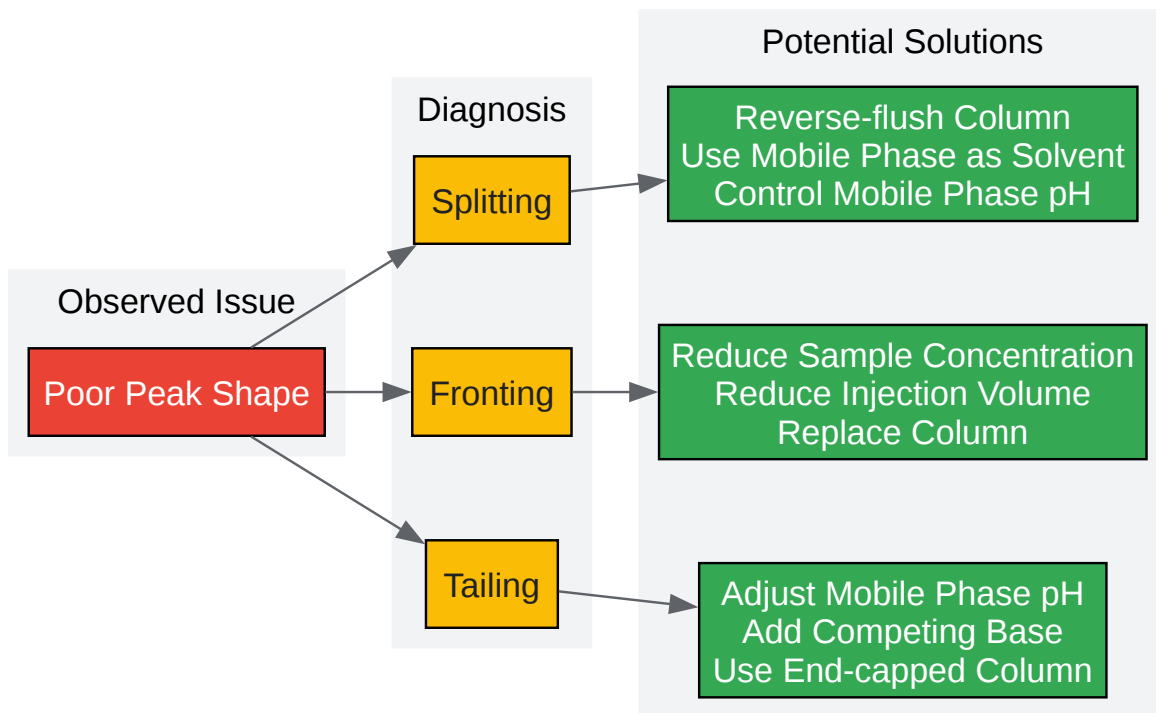 Potential Solutions
Diagnosis
Reverse-flush Column
Use Mobile Phase as Solvent
Control Mobile Phase pH
Splitting
Observed Issue
Poor Peak Shape
Fronting
Reduce Sample Concentration
Reduce Injection Volume
Replace Column
Tailing
Adjust Mobile Phase pH
Add Competing Base
Use End-capped Column